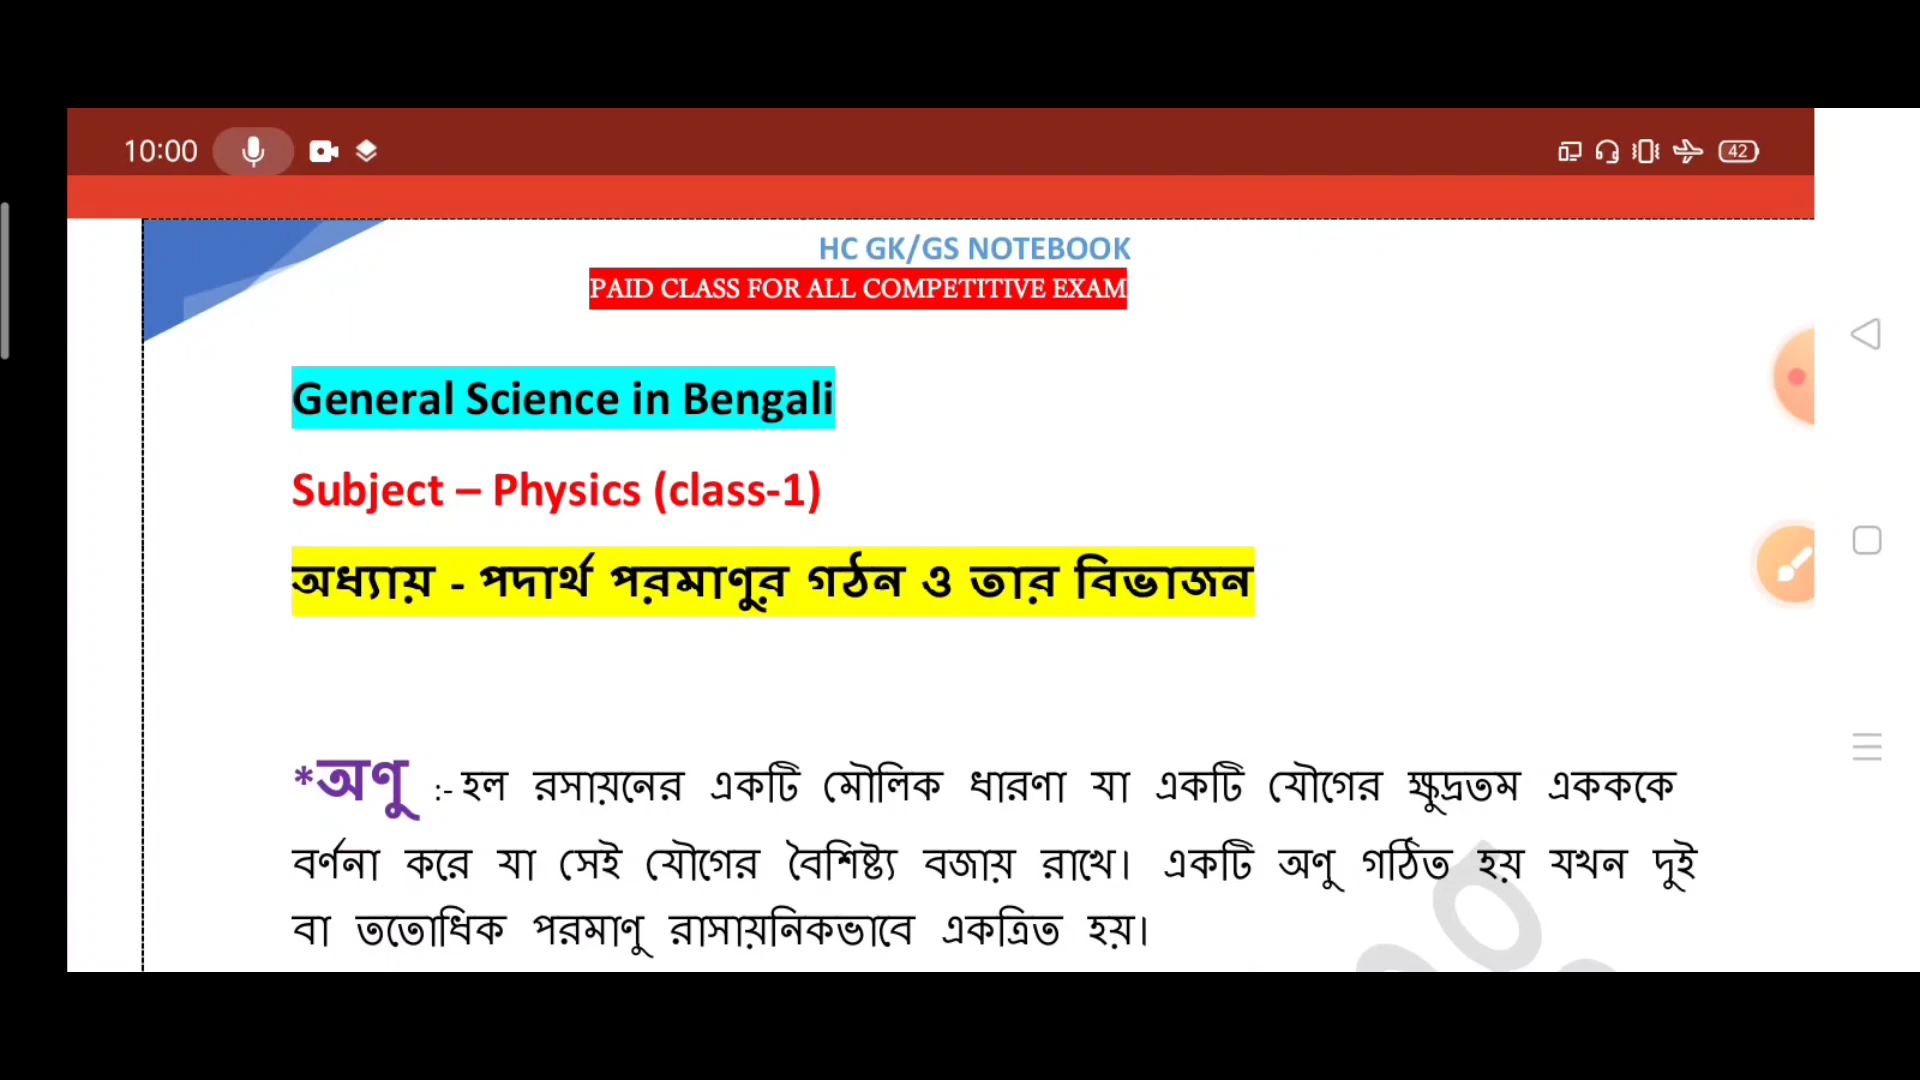 10:00
42
HC GK/GS NOTEBOOK
PAID CLASS FOR ALL COMPETITIVE EXAM
General Science in Bengali
Subject – Physics (class-1)
অধ্যায় - পদার্থ পরমাণুর গঠন ও তার বিভাজন
*অণু :- হল রসায়নের একটি মৌলিক ধারণা যা একটি যৌগের ক্ষুদ্রতম একককে
বর্ণনা করে যা সেই যৌগের বৈশিষ্ট্য বজায় রাখে। একটি অণু গঠিত হয় যখন দুই
বা ততোধিক পরমাণু রাসায়নিকভাবে একত্রিত হয়।